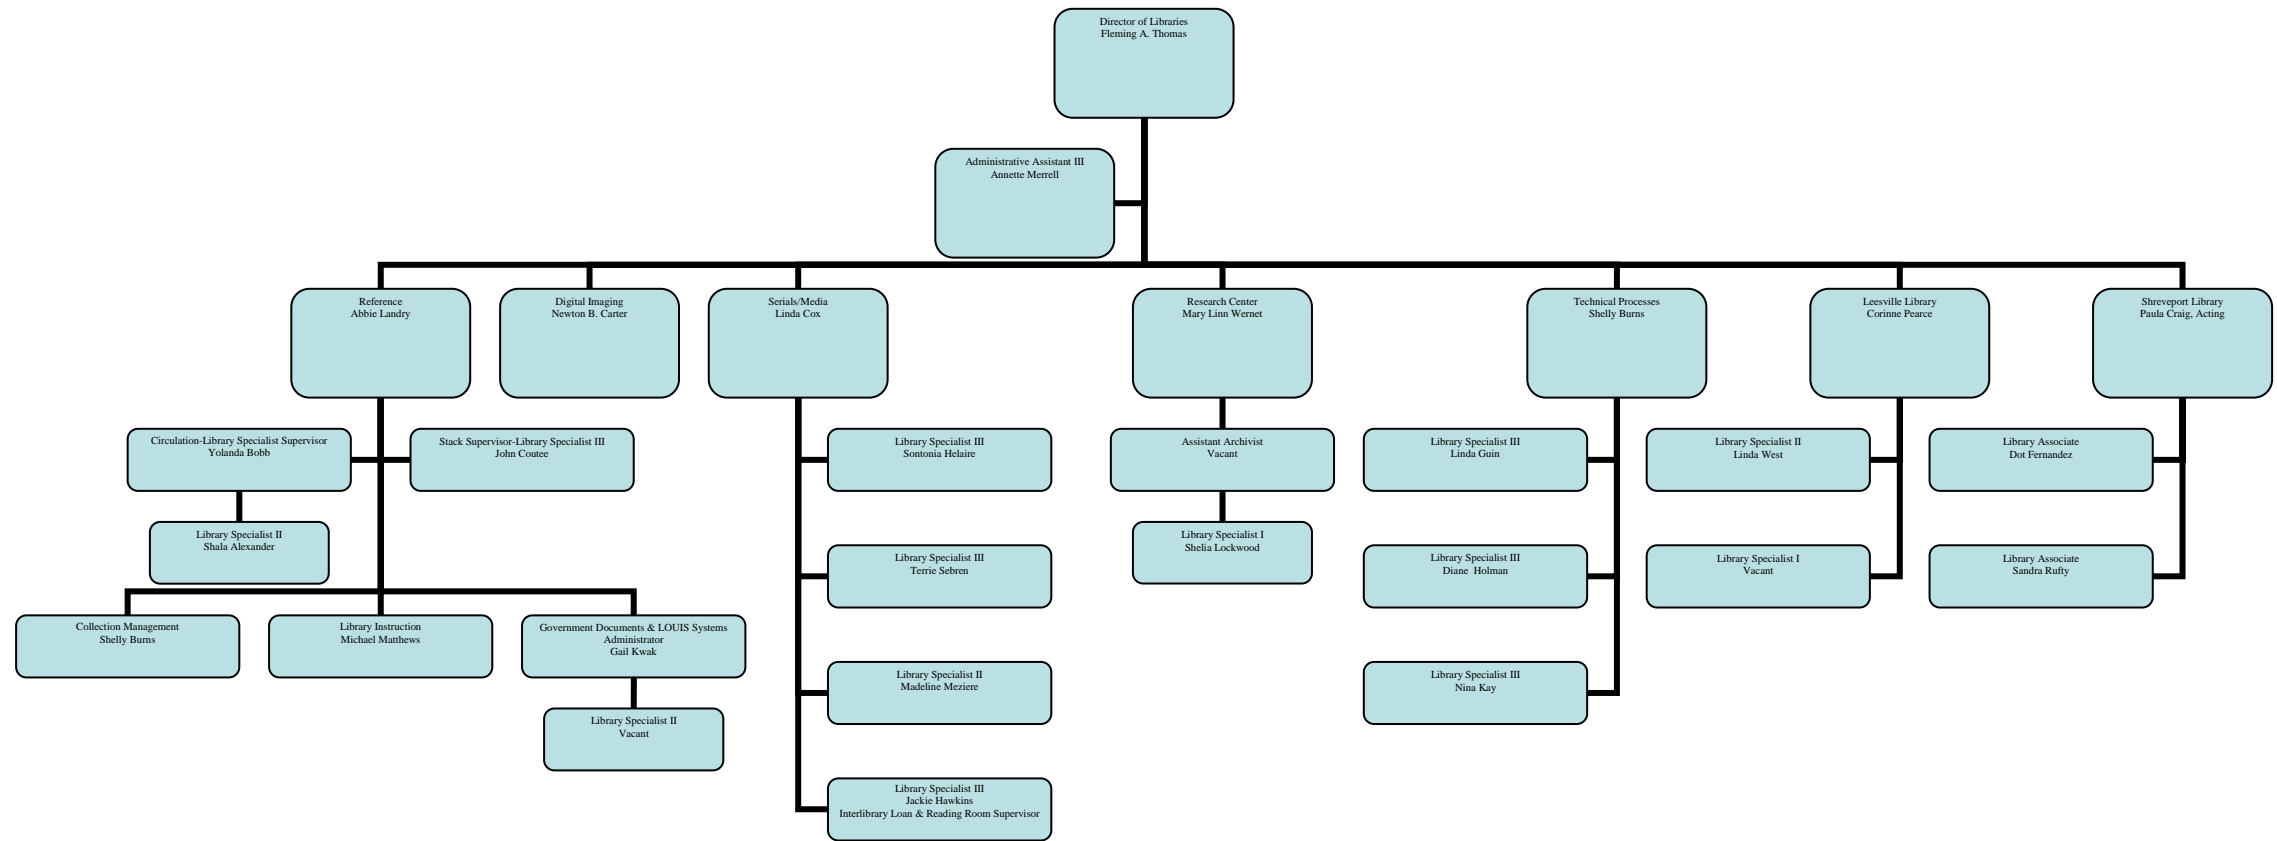 Director of Libraries
Fleming A. Thomas
Administrative Assistant III
Annette Merrell
Reference
Abbie Landry
Digital Imaging
Newton B. Carter
Serials/Media
Linda Cox
Research Center
Mary Linn Wernet
Technical Processes
Shelly Burns
Leesville Library
Corinne Pearce
Shreveport Library
Paula Craig, Acting
Circulation-Library Specialist Supervisor
Yolanda Bobb
Stack Supervisor-Library Specialist III
John Coutee
Library Specialist III
Sontonia Helaire
Assistant Archivist
Vacant
Library Specialist III
Linda Guin
Library Specialist II
Linda West
Library Associate
Dot Fernandez
Library Specialist II
Shala Alexander
Library Specialist III
Terrie Sebren
Library Specialist I
Shelia Lockwood
Library Specialist III
Diane  Holman
Library Specialist I
Vacant
Library Associate
Sandra Rufty
Collection Management
Shelly Burns
Library Instruction
Michael Matthews
Government Documents & LOUIS Systems
Administrator
Gail Kwak
Library Specialist II
Madeline Meziere
Library Specialist III
Nina Kay
Library Specialist II
Vacant
Library Specialist III
Jackie Hawkins
Interlibrary Loan & Reading Room Supervisor